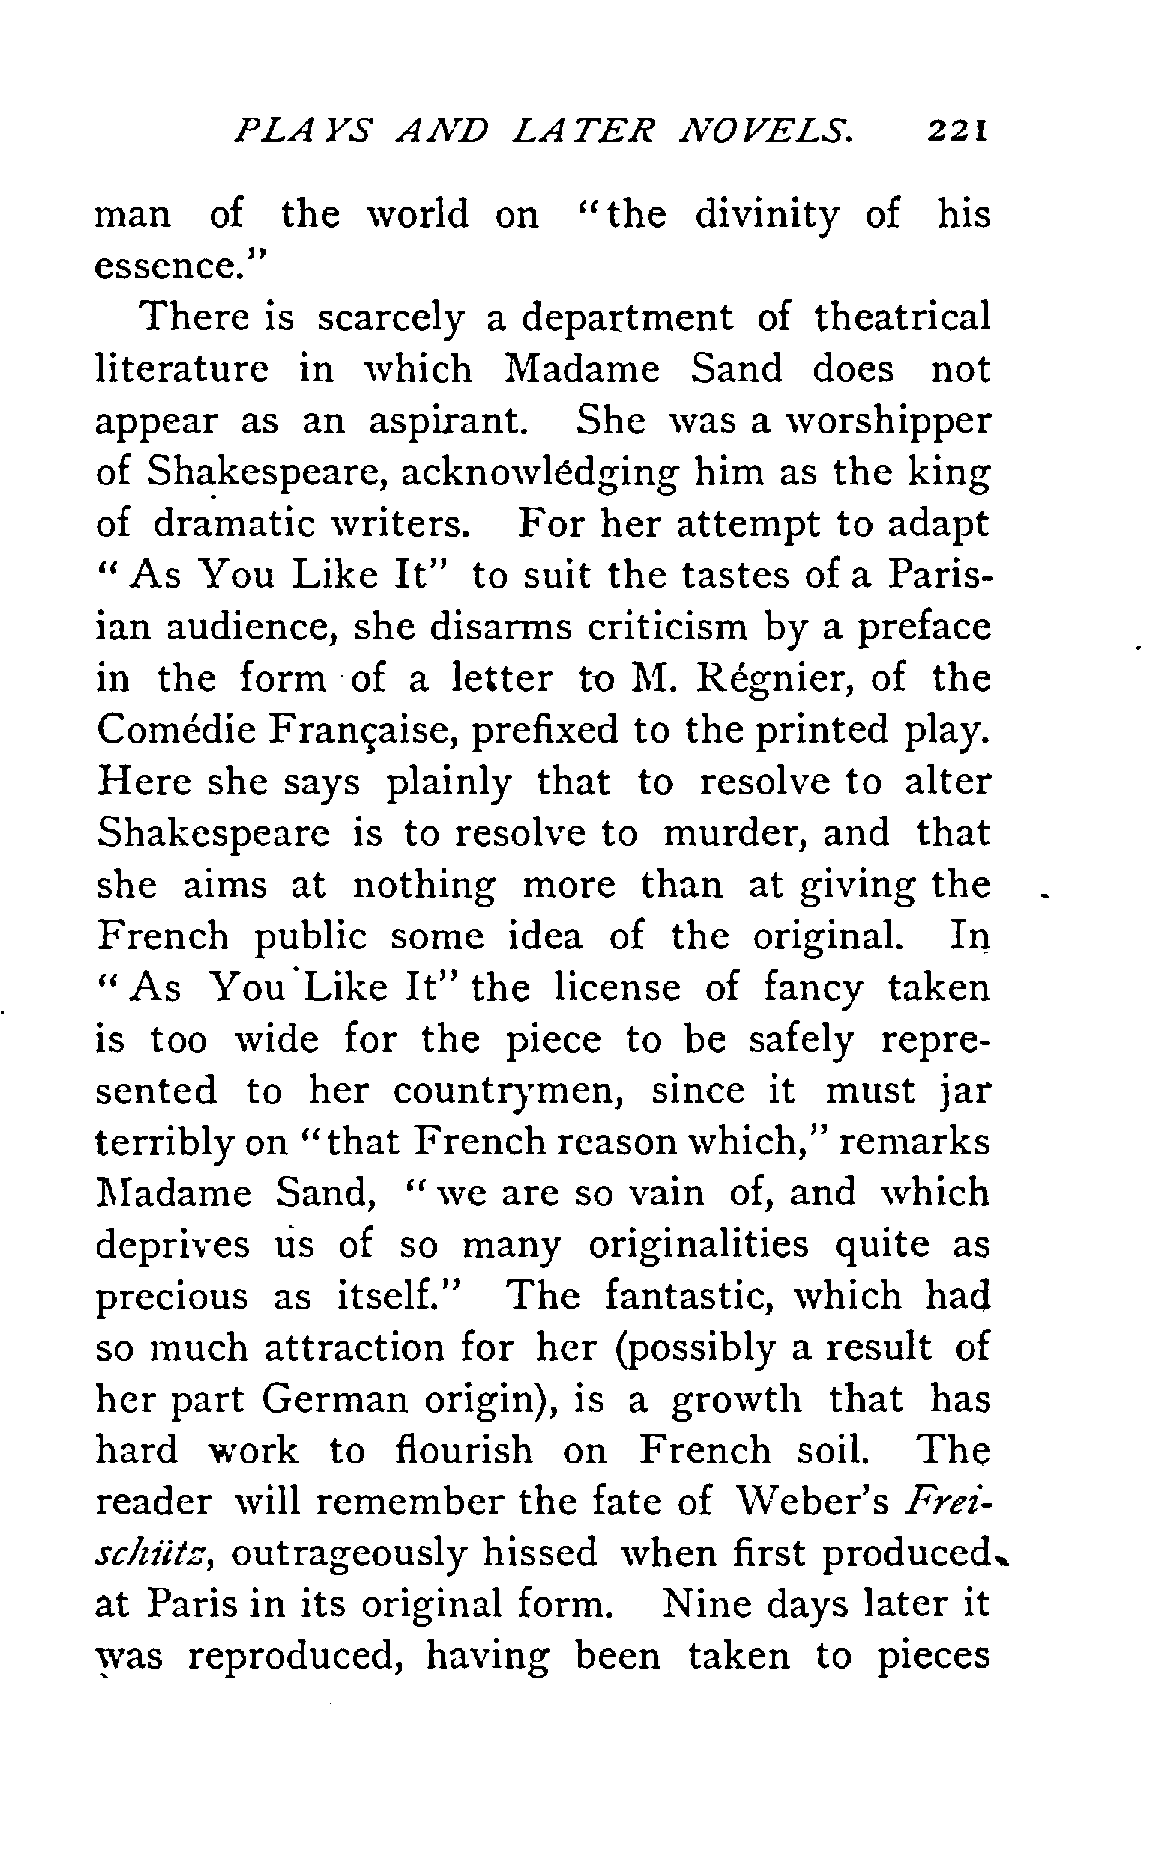 PLAYS AND LATER NOVELS. 221
man of the world on "the divinity of his
essence."
There is scarcely a department of theatrical
literature in which Madame Sand does not
appear as an aspirant. She was a worshipper
of Shakespeare, acknowledging him as the king
of dramatic writers. For her attempt to adapt
"As You Like It" to suit the tastes of a Paris-
ian audience, she disarms criticism by a preface
in the form of a letter to M. Régnier, of the
Comédie Française, prefixed to the printed play.
Here she says plainly that to resolve to alter
Shakespeare is to resolve to murder, and that
she aims at nothing more than at giving the
French public some idea of the original. In
"As You Like It" the license of fancy taken
is too wide for the piece to be safely repre-
sented to her countrymen, since it must jar
terribly on "that French reason which," remarks
Madame Sand, "we are so vain of, and which
deprives us of so many originalities quite as
precious as itself." The fantastic, which had
so much attraction for her (possibly a result of
her part German origin), is a growth that has
hard work to flourish on French soil. The
reader will remember the fate of Weber's Frei-
schütz, outrageously hissed when first produced
at Paris in its original form. Nine days later it
was reproduced, having been taken to pieces